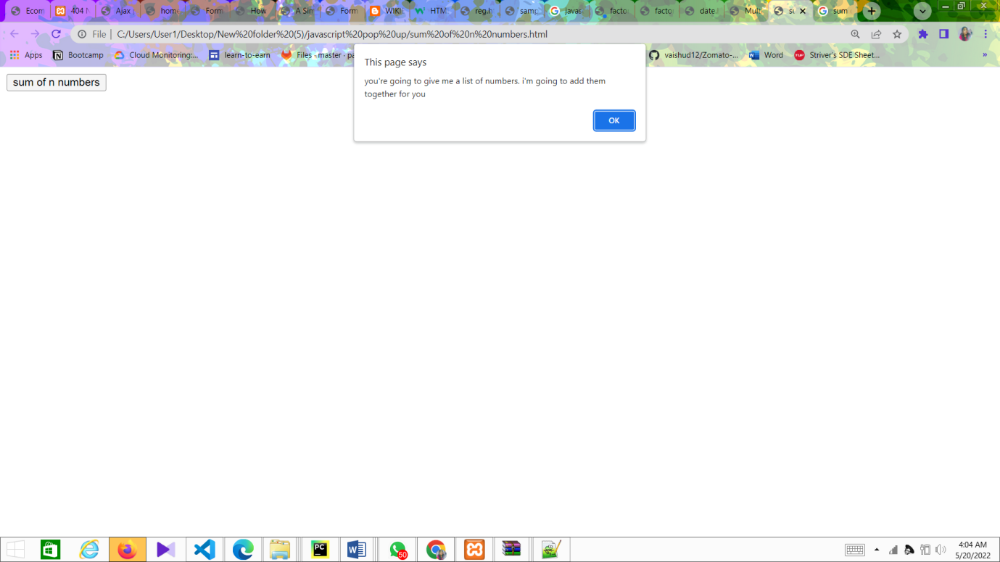 Ecom 404 N Ajax home Form How A Sim Form WIKI HTM reg.h samp javas facto facto date.h Mult su sum
File | C:/Users/User1/Desktop/New%20folder%20(5)/javascript%20pop%20up/sum%20of%20n%20numbers.html
Apps Bootcamp Cloud Monitoring:... learn-to-earn Files · master · pa vaishud12/Zomato-... Word Striver's SDE Sheet... »
This page says
you're going to give me a list of numbers. i'm going to add them
together for you
OK
sum of n numbers
PC 50 4:04 AM
5/20/2022